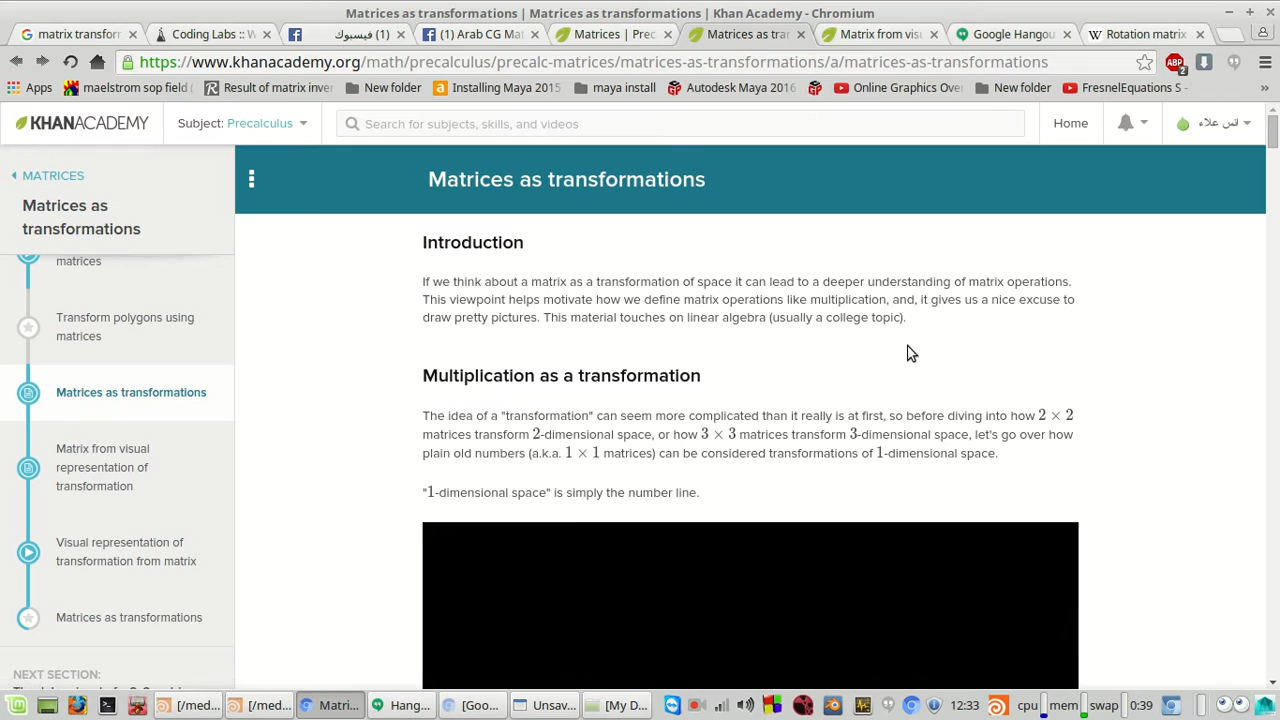 Matrices as transformations | Matrices as transformations | Khan Academy - Chromium
matrix transform
Coding Labs :: W
(1) فيسبوك
(1) Arab CG Mat
Matrices | Prec
Matrices as tran
Matrix from visu
Google Hangou
Rotation matrix
https://www.khanacademy.org/math/precalculus/precalc-matrices/matrices-as-transformations/a/matrices-as-transformations
ABP
2
Apps
maelstrom sop field (
Result of matrix inver
New folder
Installing Maya 2015
maya install
Autodesk Maya 2016
Online Graphics Over
New folder
FresnelEquations S -
»
KHANACADEMY
Subject: Precalculus
Search for subjects, skills, and videos
Home
انس علاء
MATRICES
Matrices as
transformations
matrices
Transform polygons using
matrices
Matrices as transformations
Matrix from visual
representation of
transformation
Visual representation of
transformation from matrix
Matrices as transformations
NEXT SECTION:
Matrices as transformations
Introduction
If we think about a matrix as a transformation of space it can lead to a deeper understanding of matrix operations.
This viewpoint helps motivate how we define matrix operations like multiplication, and, it gives us a nice excuse to
draw pretty pictures. This material touches on linear algebra (usually a college topic).
Multiplication as a transformation
The idea of a "transformation" can seem more complicated than it really is at first, so before diving into how 2 × 2
matrices transform 2-dimensional space, or how 3 × 3 matrices transform 3-dimensional space, let's go over how
plain old numbers (a.k.a. 1 × 1 matrices) can be considered transformations of 1-dimensional space.
"1-dimensional space" is simply the number line.
[/med...
[/med...
Matri...
Hang...
[Goo...
Unsav...
[My D...
12:33
cpu
mem
swap
0:39